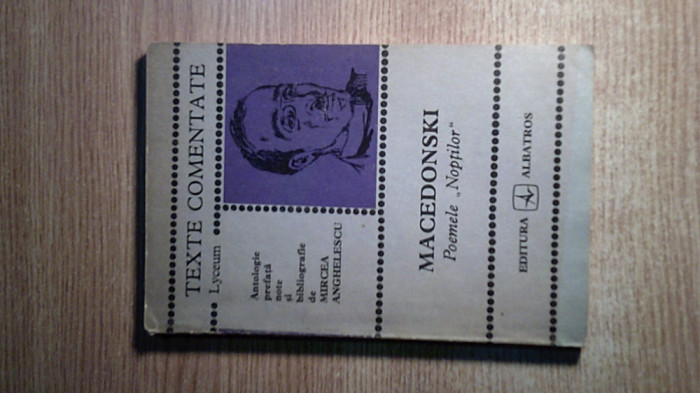 TEXTE COMENTATE
Lyceum
Antologie
prefață
note
și
bibliografie
de
MIRCEA
ANGHELESCU
MACEDONSKI
Poemele „Nopților“
EDITURA ALBATROS